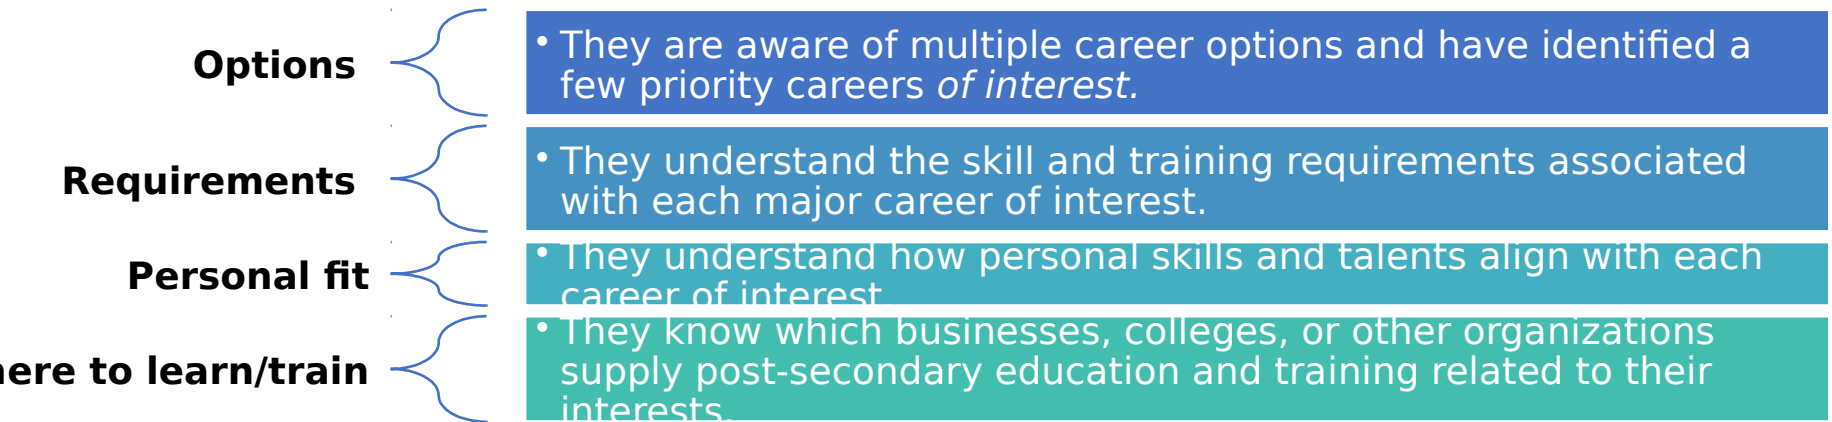 Options
• They are aware of multiple career options and have identified a
few priority careers of interest.
Requirements
• They understand the skill and training requirements associated
with each major career of interest.
Personal fit
• They understand how personal skills and talents align with each
career of interest.
to learn/train
• They know which businesses, colleges, or other organizations
supply post-secondary education and training related to their
interests.